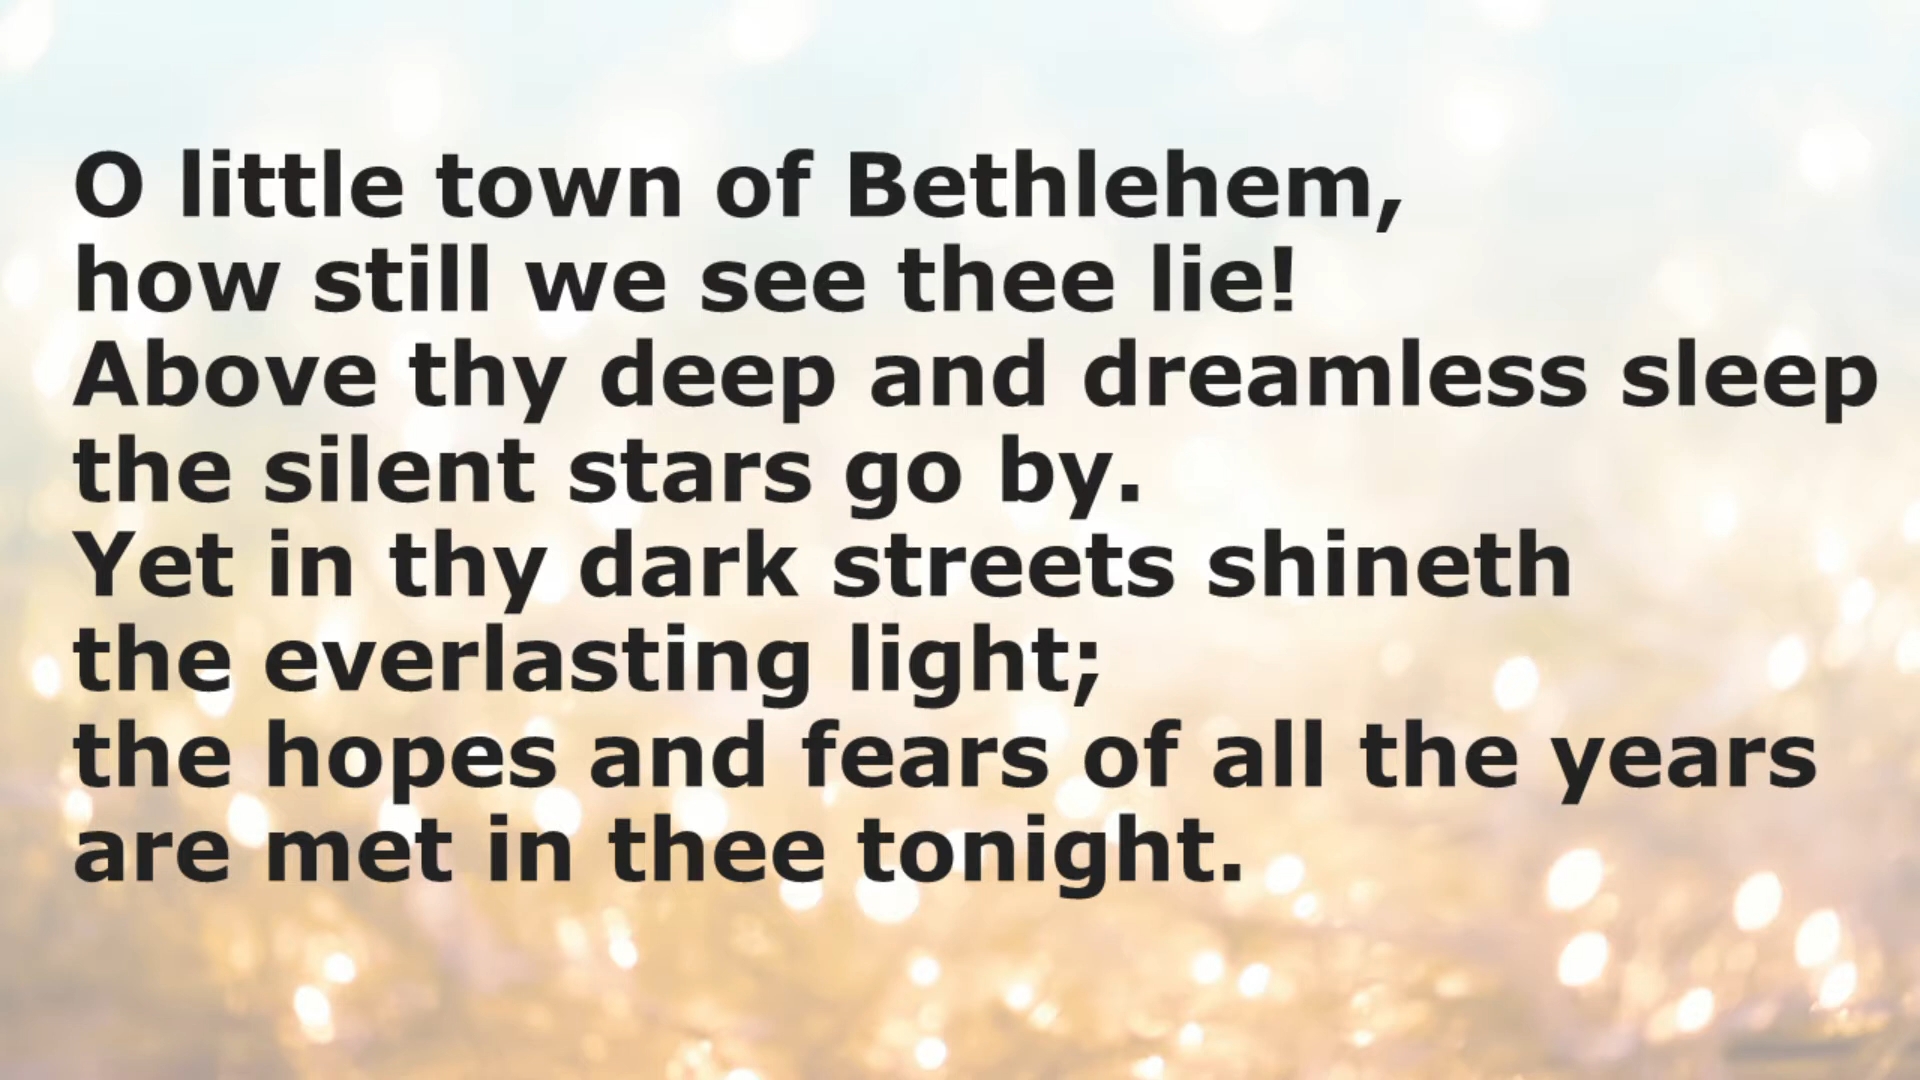 O little town of Bethlehem,
how still we see thee lie!
Above thy deep and dreamless sleep
the silent stars go by.
Yet in thy dark streets shineth
the everlasting light;
the hopes and fears of all the years
are met in thee tonight.